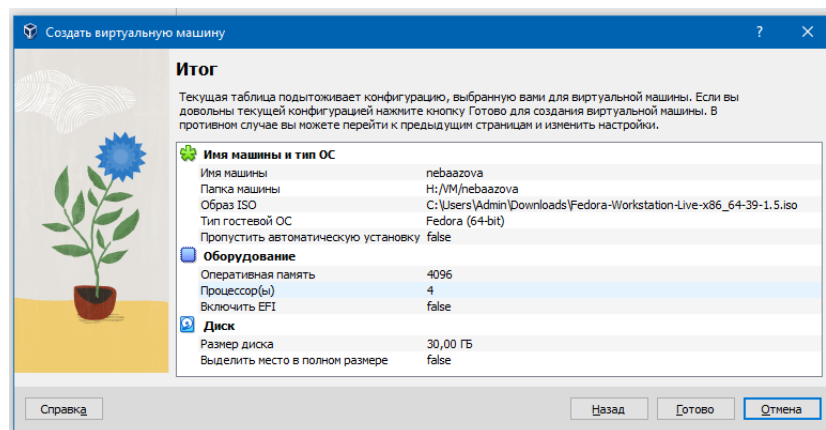 Создать виртуальную машину
Итог
Текущая таблица подытоживает конфигурацию, выбранную вами для виртуальной машины. Если вы
довольны текущей конфигурацией нажмите кнопку Готово для создания виртуальной машины. В
противном случае вы можете перейти к предыдущим страницам и изменить настройки.
Имя машины и тип ОС
Имя машины nebaazova
Папка машины H:/VM/nebaazova
Образ ISO C:\Users\Admin\Downloads\Fedora-Workstation-Live-x86_64-39-1.5.iso
Тип гостевой ОС Fedora (64-bit)
Пропустить автоматическую установку false
Оборудование
Оперативная память 4096
Процессор(ы) 4
Включить EFI false
Диск
Размер диска 30,00 ГБ
Выделить место в полном размере false
Справка Назад Готово Отмена